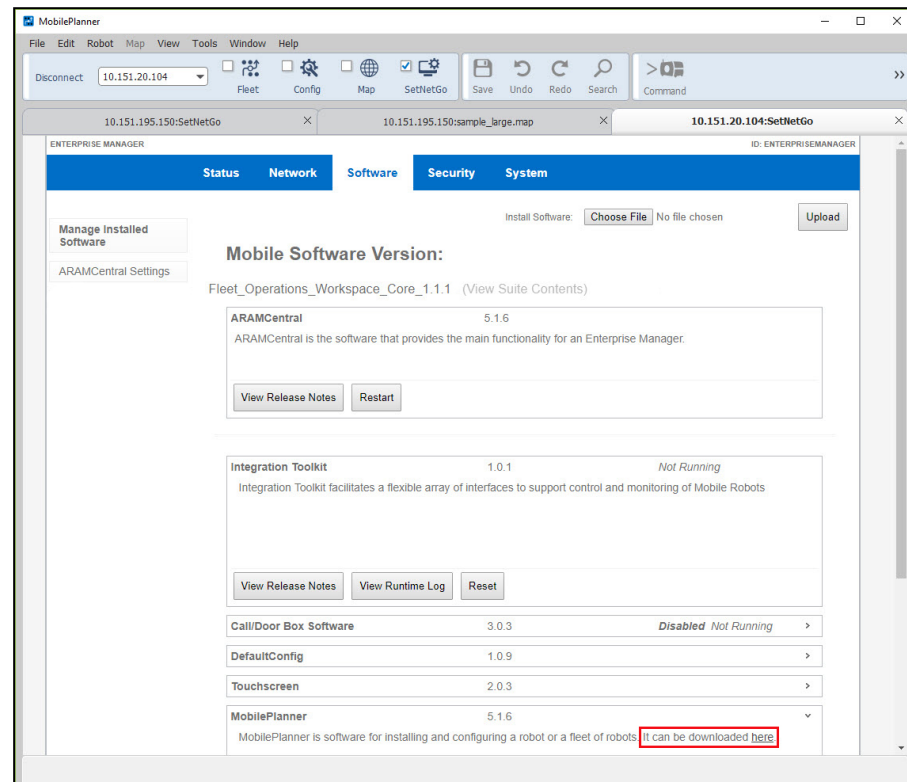 MobilePlanner
File Edit Robot Map View Tools Window Help
Disconnect 10.151.20.104 Fleet Config Map SetNetGo Save Undo Redo Search Command
10.151.195.150:SetNetGo 10.151.195.150:sample_large.map 10.151.20.104:SetNetGo
ENTERPRISE MANAGER ID: ENTERPRISEMANAGER
Status Network Software Security System
Install Software: Choose File No file chosen Upload
Manage Installed
Software
ARAMCentral Settings
Mobile Software Version:
Fleet_Operations_Workspace_Core_1.1.1 (View Suite Contents)
ARAMCentral 5.1.6
ARAMCentral is the software that provides the main functionality for an Enterprise Manager.
View Release Notes Restart
Integration Toolkit 1.0.1 Not Running
Integration Toolkit facilitates a flexible array of interfaces to support control and monitoring of Mobile Robots
View Release Notes View Runtime Log Reset
Call/Door Box Software 3.0.3 Disabled Not Running
DefaultConfig 1.0.9
Touchscreen 2.0.3
MobilePlanner 5.1.6
MobilePlanner is software for installing and configuring a robot or a fleet of robots. It can be downloaded here.